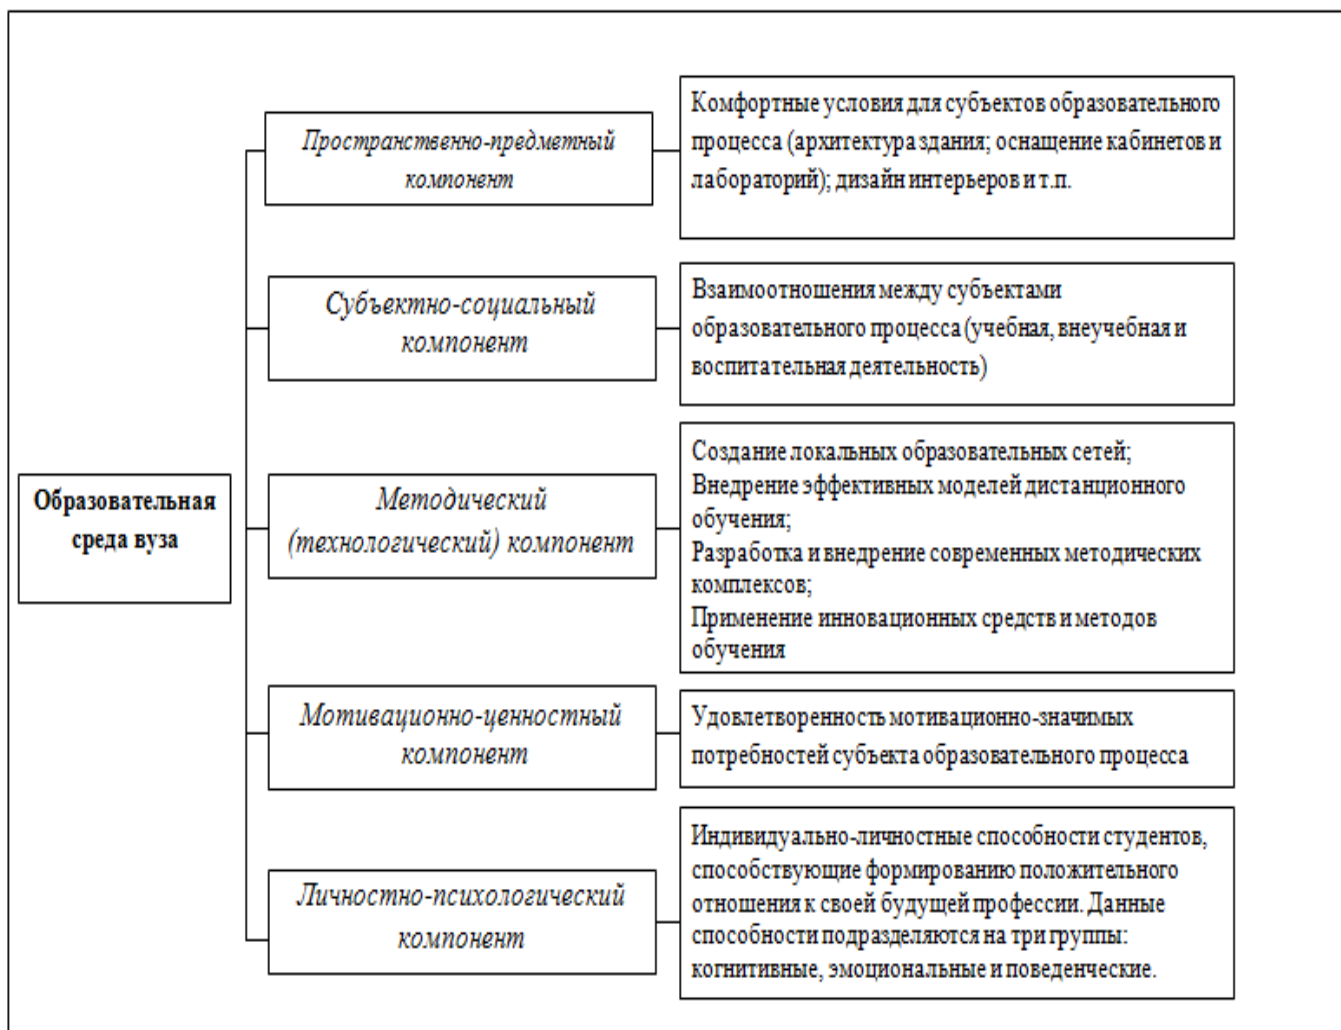 Образовательная
среда вуза
Пространственно-предметный
компонент
Комфортные условия для субъектов образовательного
процесса (архитектура здания; оснащение кабинетов и
лабораторий); дизайн интерьеров и т.п.
Субъектно-социальный
компонент
Взаимоотношения между субъектами
образовательного процесса (учебная, внеучебная и
воспитательная деятельность)
Методический
(технологический) компонент
Создание локальных образовательных сетей;
Внедрение эффективных моделей дистанционного
обучения;
Разработка и внедрение современных методических
комплексов;
Применение инновационных средств и методов
обучения
Мотивационно-ценностный
компонент
Удовлетворенность мотивационно-значимых
потребностей субъекта образовательного процесса
Личностно-психологический
компонент
Индивидуально-личностные способности студентов,
способствующие формированию положительного
отношения к своей будущей профессии. Данные
способности подразделяются на три группы:
когнитивные, эмоциональные и поведенческие.